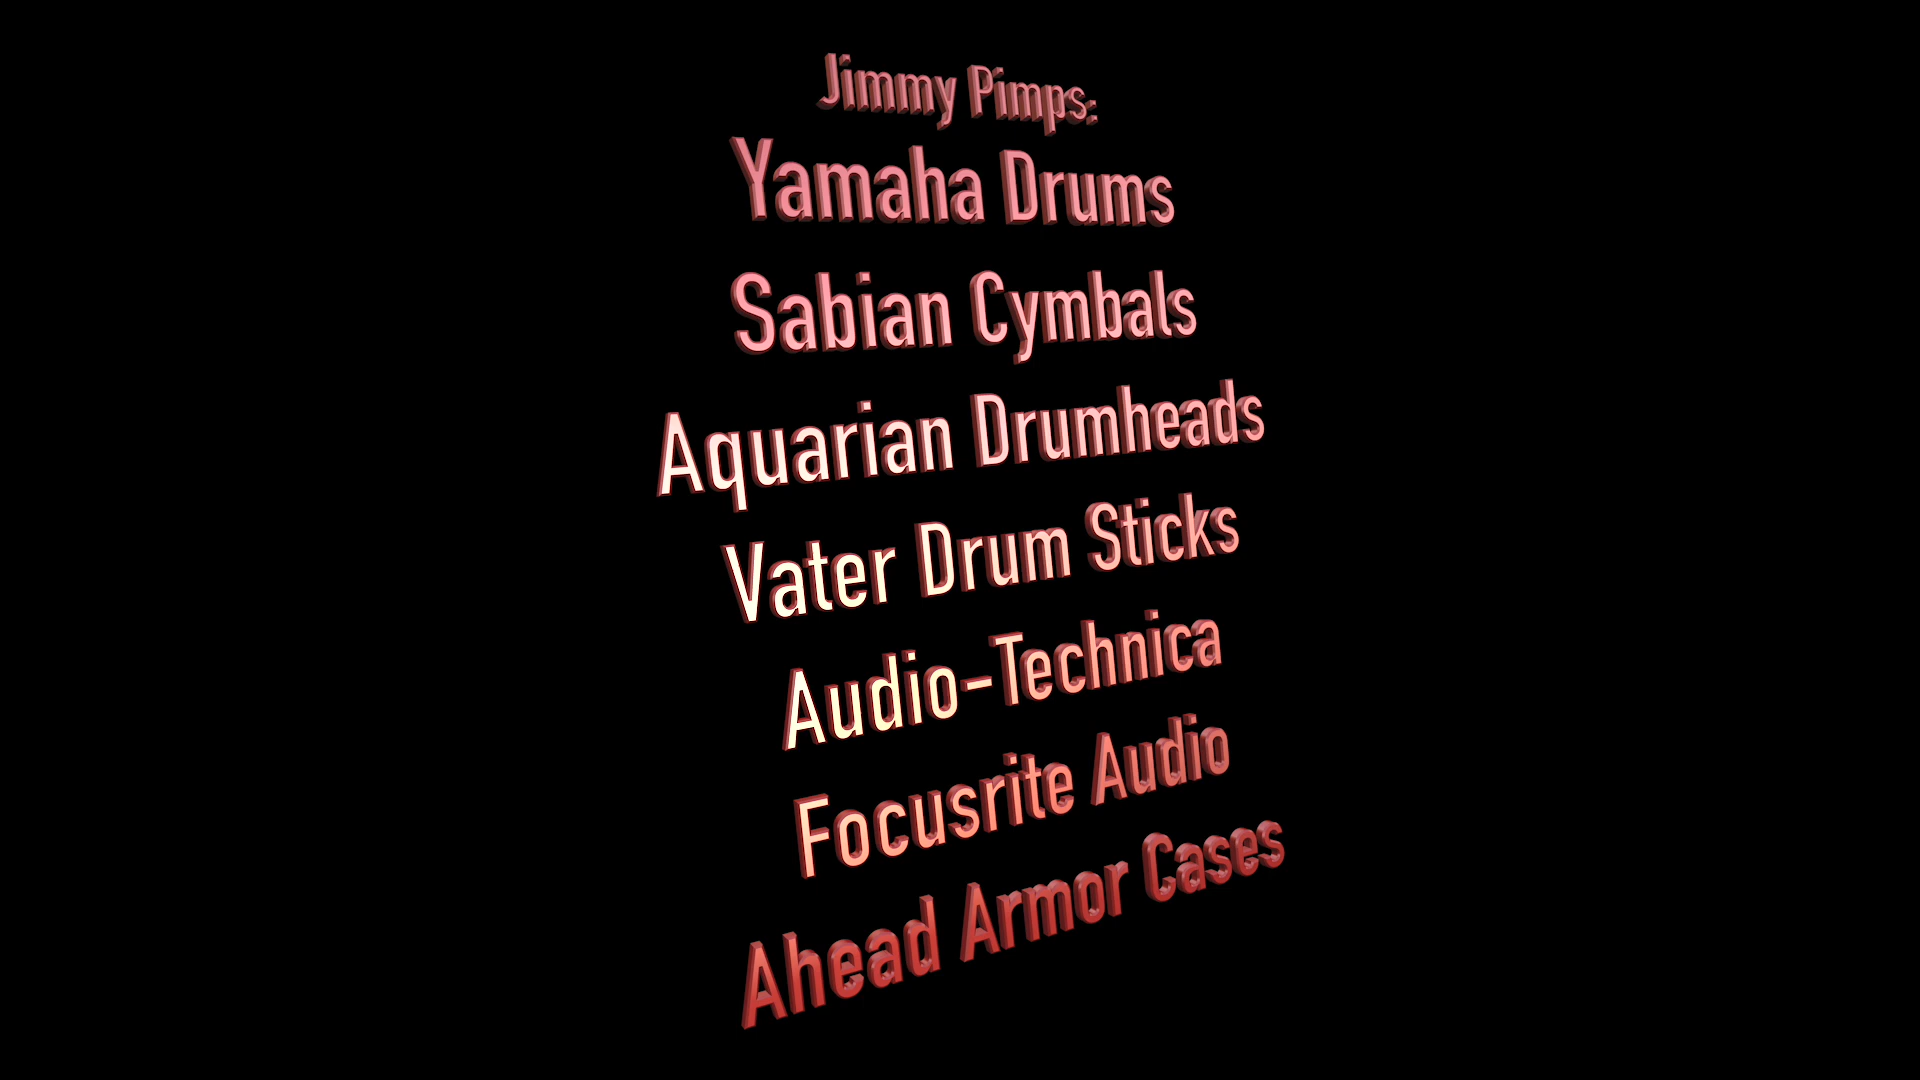 Jimmy Pimps:
Yamaha Drums
Sabian Cymbals
Aquarian Drumheads
Vater Drum Sticks
Audio-Technica
Focusrite Audio
Ahead Armor Cases